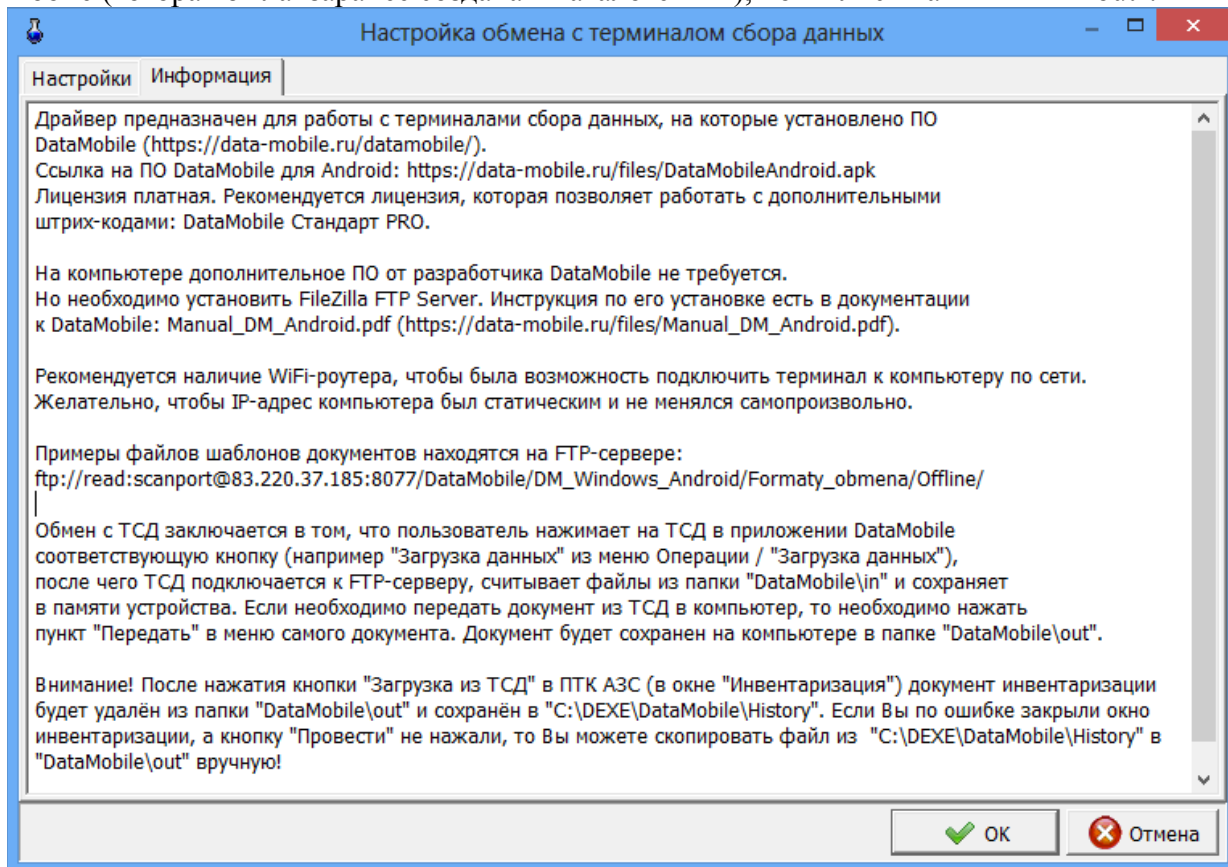 Настройка обмена с терминалом сбора данных
Настройки Информация
Драйвер предназначен для работы с терминалами сбора данных, на которые установлено ПО
DataMobile (https://data-mobile.ru/datamobile/).
Ссылка на ПО DataMobile для Android: https://data-mobile.ru/files/DataMobileAndroid.apk
Лицензия платная. Рекомендуется лицензия, которая позволяет работать с дополнительными
штрих-кодами: DataMobile Стандарт PRO.
На компьютере дополнительное ПО от разработчика DataMobile не требуется.
Но необходимо установить FileZilla FTP Server. Инструкция по его установке есть в документации
к DataMobile: Manual_DM_Android.pdf (https://data-mobile.ru/files/Manual_DM_Android.pdf).
Рекомендуется наличие WiFi-роутера, чтобы была возможность подключить терминал к компьютеру по сети.
Желательно, чтобы IP-адрес компьютера был статическим и не менялся самопроизвольно.
Примеры файлов шаблонов документов находятся на FTP-сервере:
ftp://read:scanport@83.220.37.185:8077/DataMobile/DM_Windows_Android/Formaty_obmena/Offline/
Обмен с ТСД заключается в том, что пользователь нажимает на ТСД в приложении DataMobile
соответствующую кнопку (например "Загрузка данных" из меню Операции / "Загрузка данных"),
после чего ТСД подключается к FTP-серверу, считывает файлы из папки "DataMobile\in" и сохраняет
в памяти устройства. Если необходимо передать документ из ТСД в компьютер, то необходимо нажать
пункт "Передать" в меню самого документа. Документ будет сохранен на компьютере в папке "DataMobile\out".
Внимание! После нажатия кнопки "Загрузка из ТСД" в ПТК АЗС (в окне "Инвентаризация") документ инвентаризации
будет удалён из папки "DataMobile\out" и сохранён в "C:\DEXE\DataMobile\History". Если Вы по ошибке закрыли окно
инвентаризации, а кнопку "Провести" не нажали, то Вы можете скопировать файл из "C:\DEXE\DataMobile\History" в
"DataMobile\out" вручную!
OK Отмена